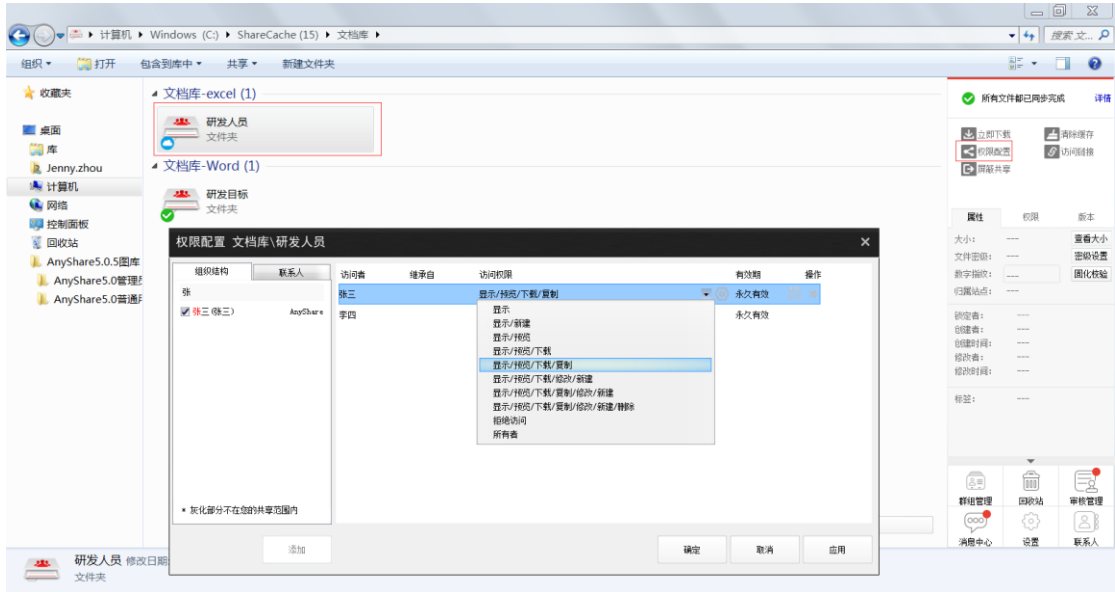 计算机 Windows (C:) ShareCache (15) 文档库
搜索 文...
组织 打开 包含到库中 共享 新建文件夹
收藏夹
桌面
库
Jenny.zhou
计算机
网络
控制面板
回收站
AnyShare5.0.5图库
AnyShare5.0管理员
AnyShare5.0普通用
文档库-excel (1)
研发人员
文件夹
文档库-Word (1)
研发目标
文件夹
权限配置 文档库\研发人员
组织结构 联系人
张
张三(张三) AnyShare
* 灰化部分不在您的共享范围内
添加
访问者 继承自 访问权限 有效期 操作
张三 显示/预览/下载/复制 永久有效
李四 永久有效
显示
显示/新建
显示/预览
显示/预览/下载
显示/预览/下载/复制
显示/预览/下载/修改/新建
显示/预览/下载/复制/修改/新建
显示/预览/下载/复制/修改/新建/删除
拒绝访问
所有者
确定 取消 应用
所有文件都已同步完成 详情
立即下载 清除缓存
权限配置 访问链接
屏蔽共享
属性 权限 版本
大小: --- 查看大小
文件密级: --- 密级设置
数字指纹: --- 固化校验
归属站点: ---
锁定者: ---
创建者: ---
创建时间: ---
修改者: ---
修改时间: ---
标签: ---
群组管理 回收站 审核管理
消息中心 设置 联系人
研发人员 修改日期:
文件夹